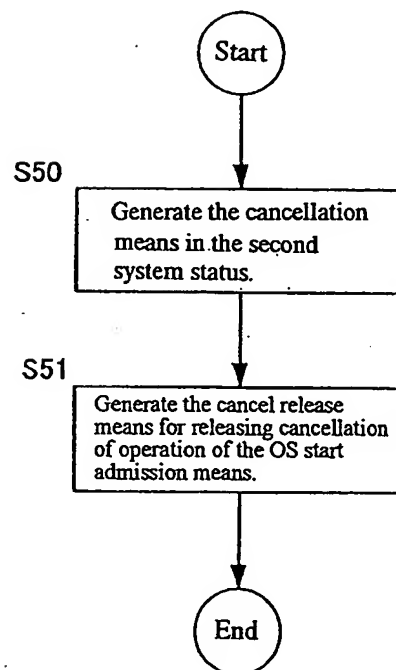 Start
S50
Generate the cancellation
means in the second
system status.
S51
Generate the cancel release
means for releasing cancellation
of operation of the OS start
admission means.
End